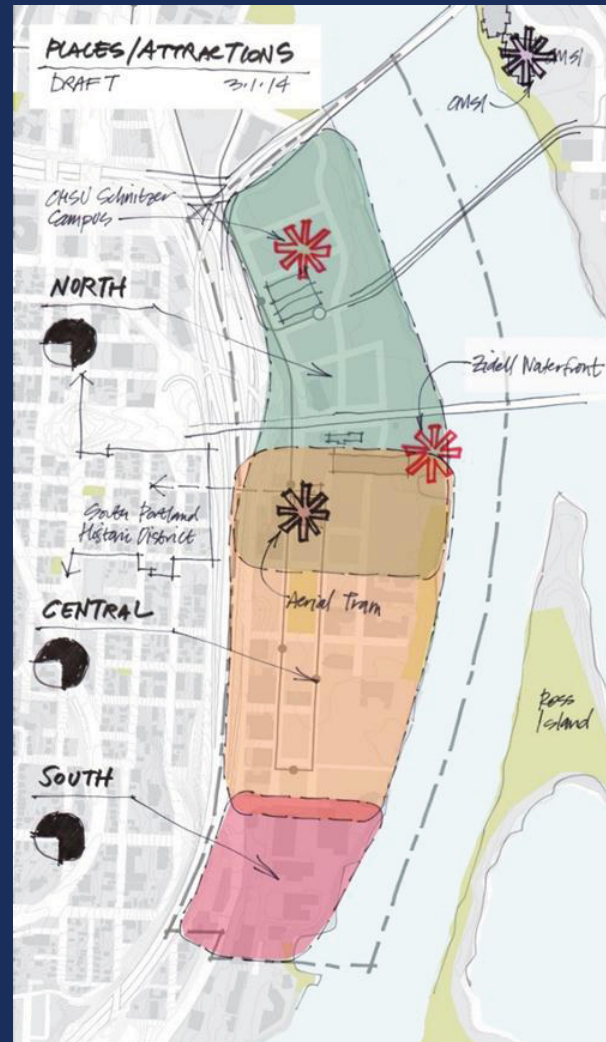 PLACES/ATTRACTIONS
DRAFT 3.1.14
OMSI
OMSI
OHSU Schnitzer
Campus
NORTH
Zidell Waterfront
South Portland
Historic District
Aerial Tram
CENTRAL
Ross
Island
SOUTH